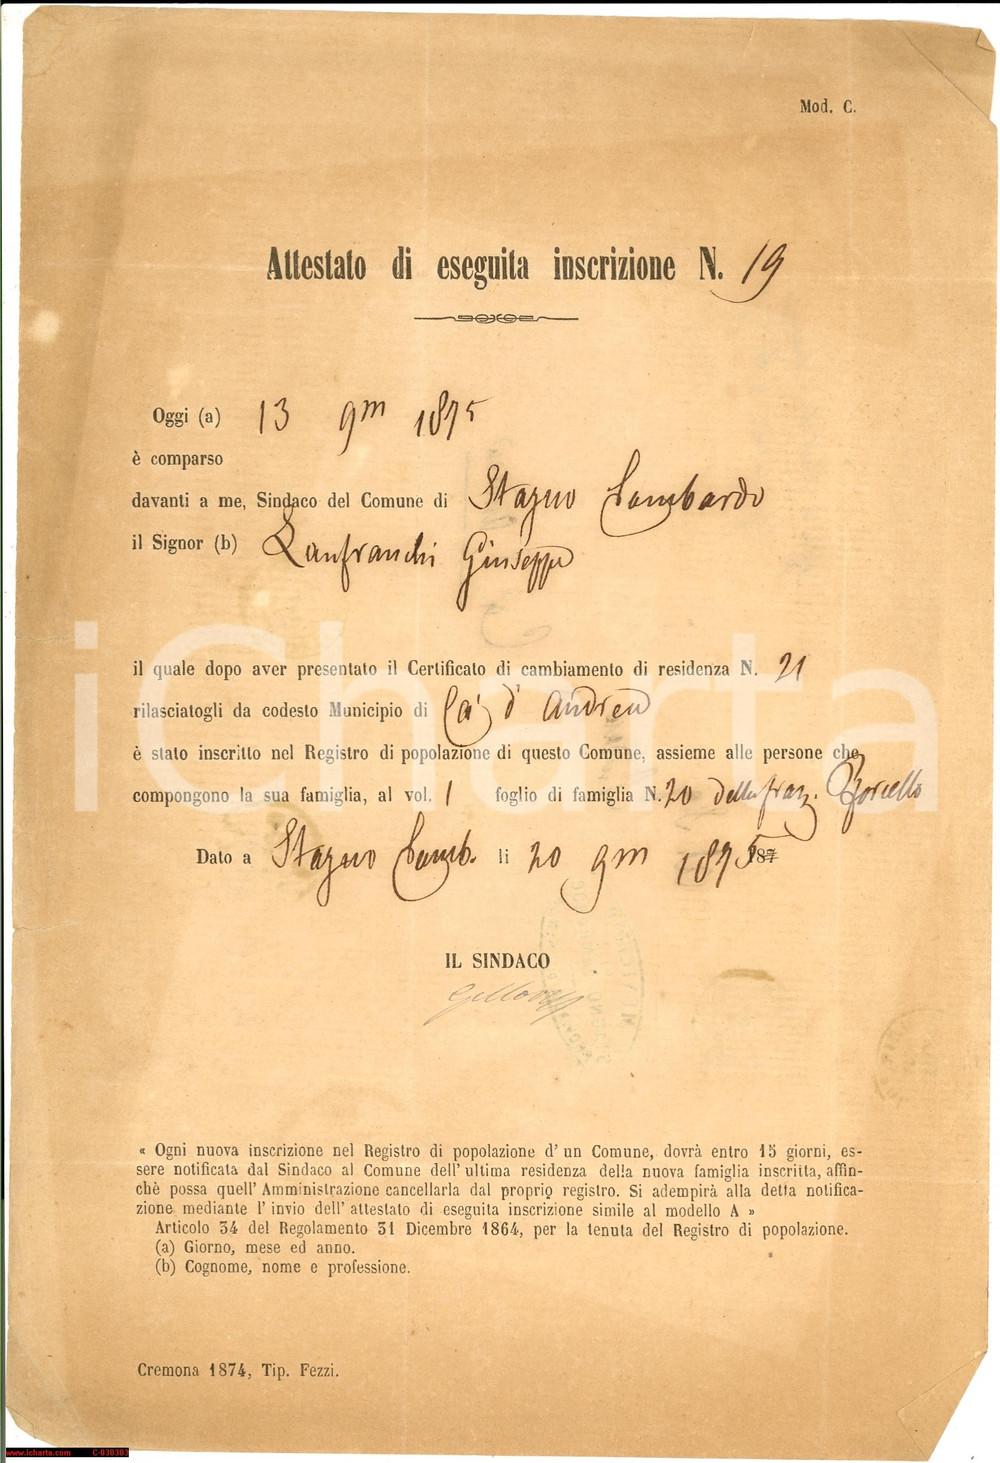 Mod. C.
Attestato di eseguita inscrizione N. 19
Oggi (a) 13 9m 1875
è comparso
davanti a me, Sindaco del Comune di Stagno Lombardo
il Signor (b) Lanfranchi Giuseppe
il quale dopo aver presentato il Certificato di cambiamento di residenza N. 21
rilasciatogli da codesto Municipio di Ca' d' Andrea
è stato inscritto nel Registro di popolazione di questo Comune, assieme alle persone che
compongono la sua famiglia, al vol. 1 foglio di famiglia N. 20 della fraz.
Dato a Stagno Lomb. li 20 9m 1875 187
IL SINDACO
« Ogni nuova inscrizione nel Registro di popolazione d' un Comune, dovrà entro 15 giorni, es-
sere notificata dal Sindaco al Comune dell' ultima residenza della nuova famiglia inscritta, affin-
chè possa quell' Amministrazione cancellarla dal proprio registro. Si adempirà alla detta notifica-
zione mediante l' invio dell' attestato di eseguita inscrizione simile al modello A »
Articolo 34 del Regolamento 31 Dicembre 1864, per la tenuta del Registro di popolazione.
(a) Giorno, mese ed anno.
(b) Cognome, nome e professione.
Cremona 1874, Tip. Fezzi.
iCharta
www.icharta.com C-030303